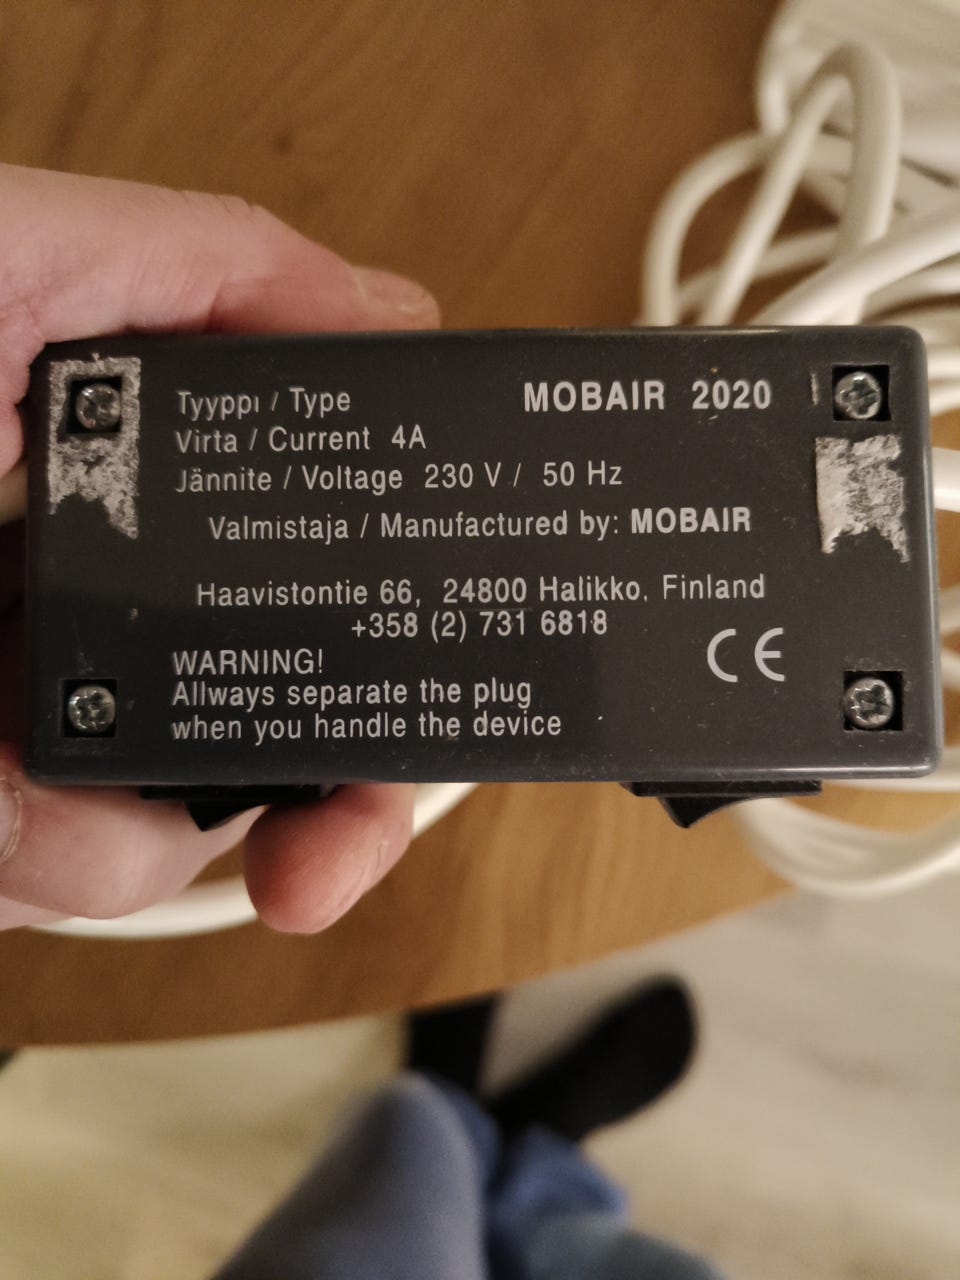 Tyyppi / Type MOBAIR 2020
Virta / Current 4A
Jännite / Voltage 230 V / 50 Hz
Valmistaja / Manufactured by: MOBAIR
Haavistontie 66, 24800 Halikko, Finland
+358 (2) 731 6818
CE
WARNING!
Allways separate the plug
when you handle the device